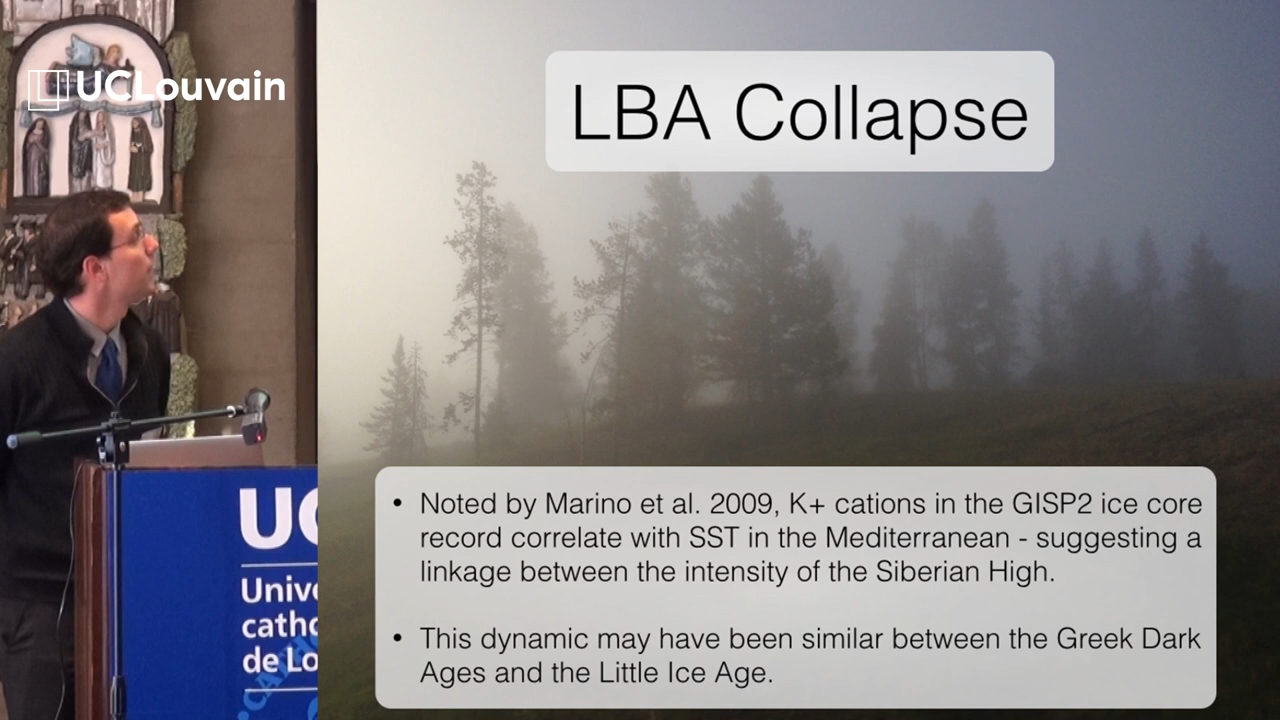 UCLouvain
LBA Collapse
• Noted by Marino et al. 2009, K+ cations in the GISP2 ice core
record correlate with SST in the Mediterranean - suggesting a
linkage between the intensity of the Siberian High.
• This dynamic may have been similar between the Greek Dark
Ages and the Little Ice Age.
UC
Unive
catho
de Lo